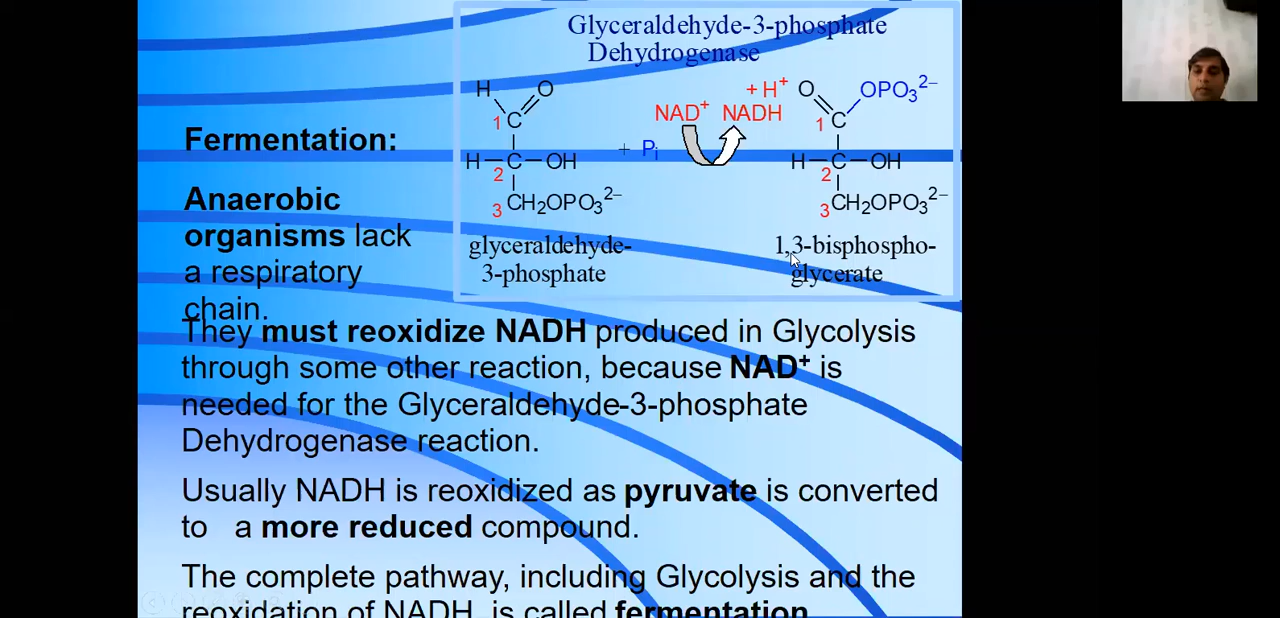 Glyceraldehyde-3-phosphate
Dehydrogenase
H O
1 C
H–C–OH
2
3 CH₂OPO₃²⁻
+ Pi
+ H⁺
NAD⁺ NADH
O OPO₃²⁻
1 C
H–C–OH
2
3 CH₂OPO₃²⁻
glyceraldehyde-
3-phosphate
1,3-bisphospho-
glycerate
Fermentation:
Anaerobic
organisms lack
a respiratory
chain.
They must reoxidize NADH produced in Glycolysis
through some other reaction, because NAD⁺ is
needed for the Glyceraldehyde-3-phosphate
Dehydrogenase reaction.
Usually NADH is reoxidized as pyruvate is converted
to a more reduced compound.
The complete pathway, including Glycolysis and the
reoxidation of NADH, is called fermentation.